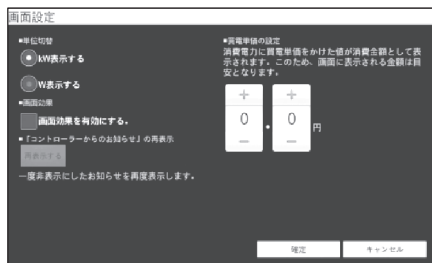 画面設定
■単位切替
kW表示する
W表示する
■画面効果
画面効果を有効にする。
■『コントローラーからのお知らせ』の再表示
再表示する
一度非表示にしたお知らせを再度表示します。
■買電単価の設定
消費電力に買電単価をかけた値が消費金額として表
示されます。このため、画面に表示される金額は目
安となります。
+ +
0 . 0 円
− −
確定 キャンセル